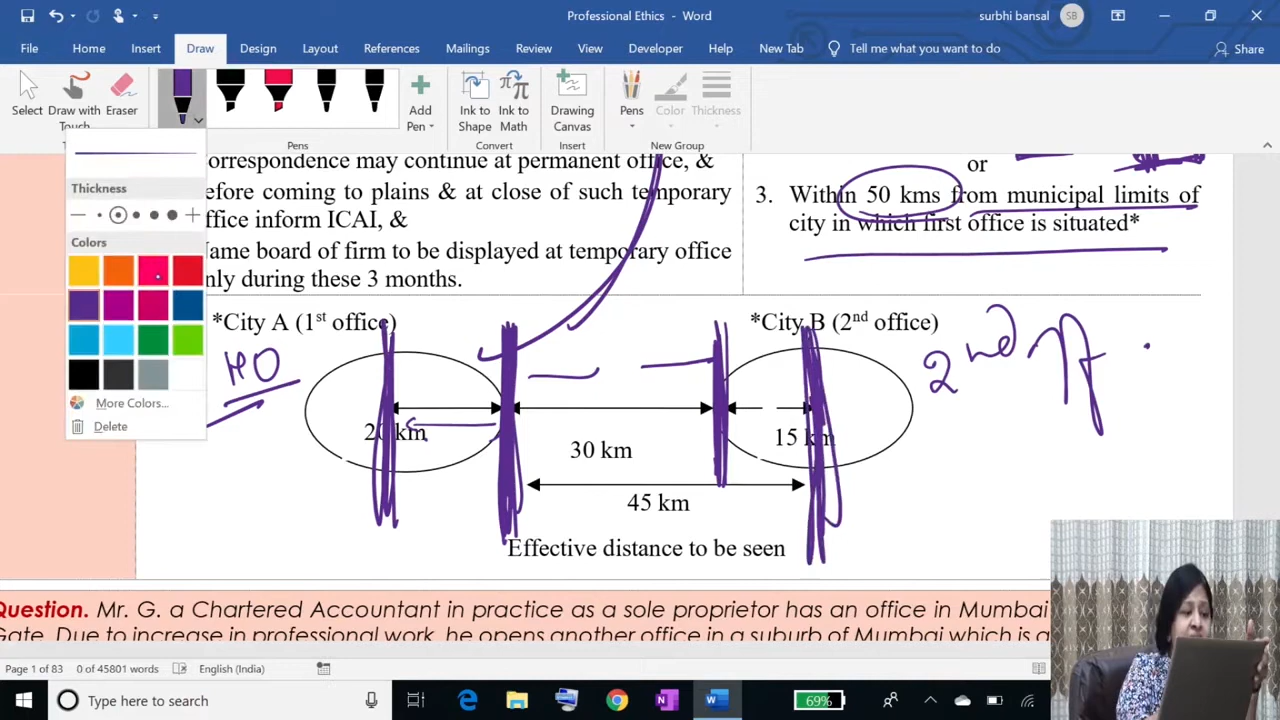 Professional Ethics - Word
surbhi bansal SB
File Home Insert Draw Design Layout References Mailings Review View Developer Help New Tab Tell me what you want to do Share
Select Draw with Touch Eraser Add Pen Ink to Shape Ink to Math Drawing Canvas Pens Color Thickness
Pens Convert Insert New Group
Thickness
Colors
More Colors...
Delete
orrespondence may continue at permanent office, &
efore coming to plains & at close of such temporary
ffice inform ICAI, &
ame board of firm to be displayed at temporary office
nly during these 3 months.
or
3. Within 50 kms from municipal limits of
city in which first office is situated*
*City A (1st office)
*City B (2nd office)
HO
2nd
20 km
30 km
15 km
45 km
Effective distance to be seen
Question. Mr. G. a Chartered Accountant in practice as a sole proprietor has an office in Mumbai
Gate. Due to increase in professional work, he opens another office in a suburb of Mumbai which is a
Page 1 of 83 0 of 45801 words English (India)
Type here to search
69%